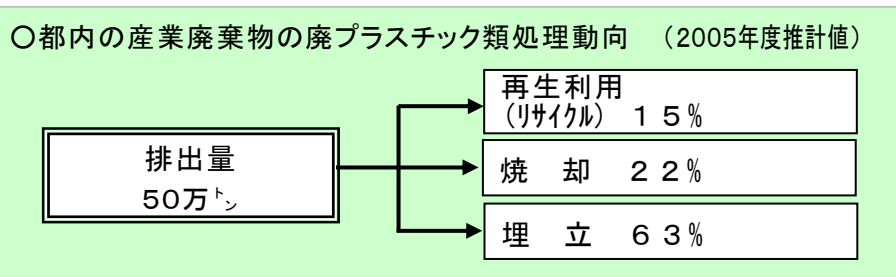 ○都内の産業廃棄物の廃プラスチック類処理動向 （2005年度推計値）
排出量
50万㌧
再生利用
（ﾘｻｲｸﾙ） １５％
焼 却 ２２％
埋 立 ６３％